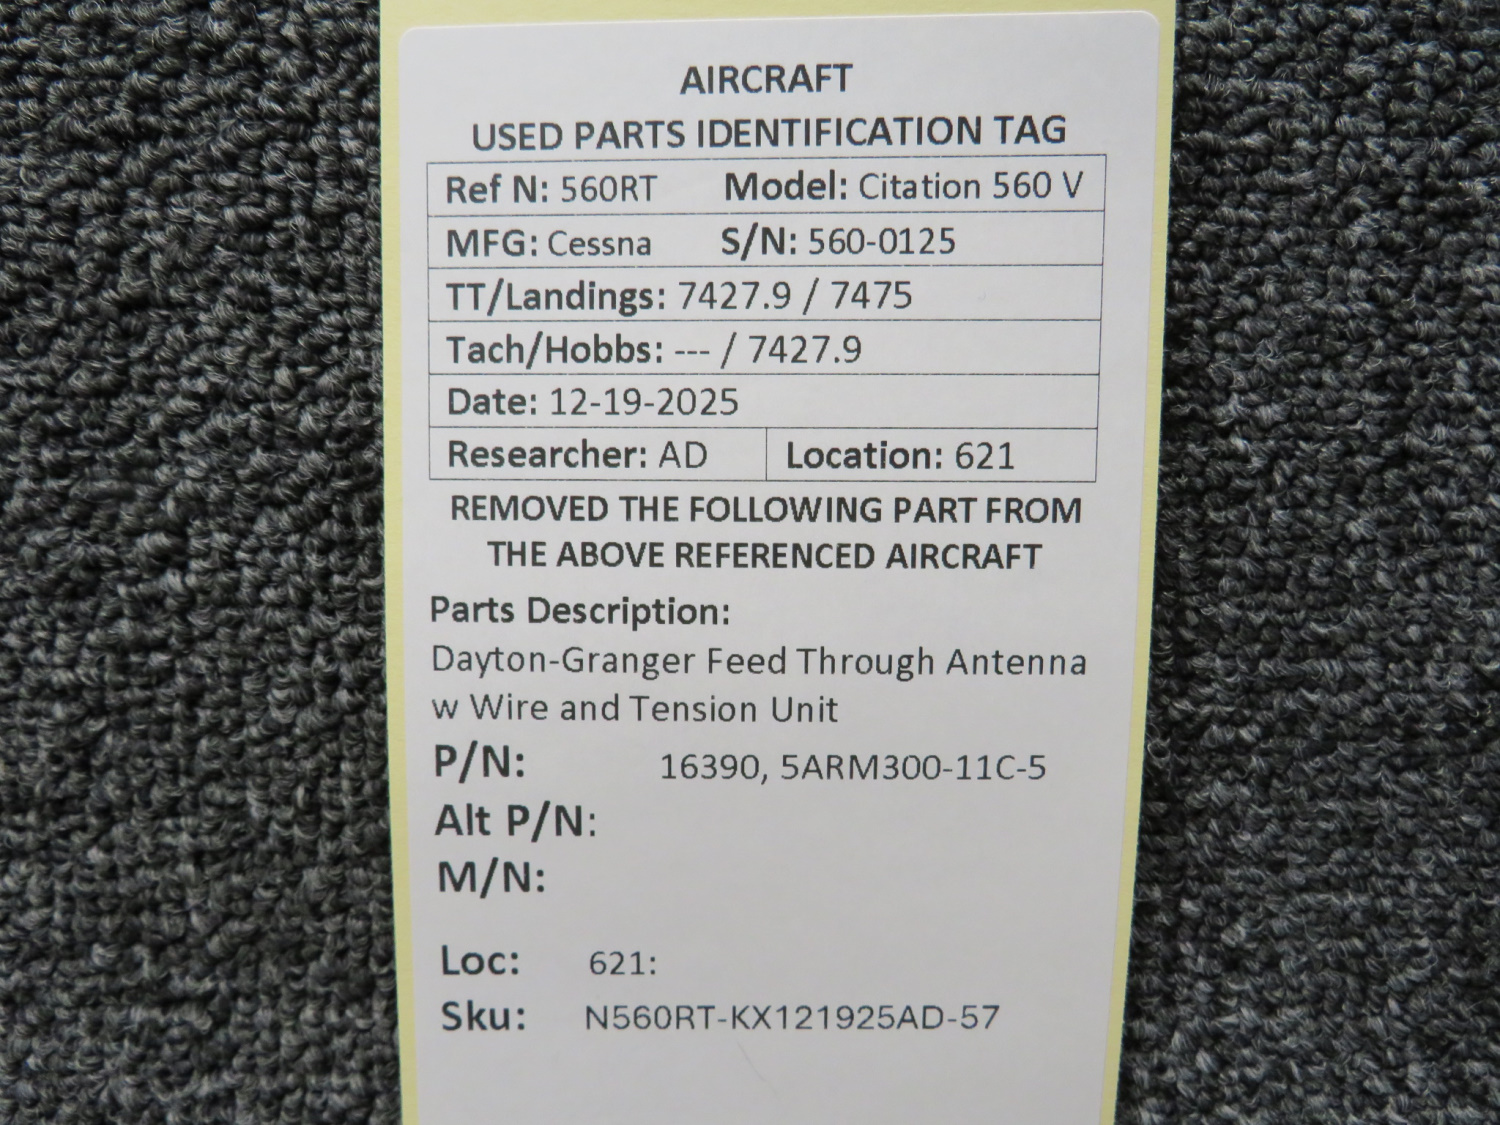 AIRCRAFT
USED PARTS IDENTIFICATION TAG
Ref N: 560RT Model: Citation 560 V
MFG: Cessna S/N: 560-0125
TT/Landings: 7427.9 / 7475
Tach/Hobbs: --- / 7427.9
Date: 12-19-2025
Researcher: AD Location: 621
REMOVED THE FOLLOWING PART FROM
THE ABOVE REFERENCED AIRCRAFT
Parts Description:
Dayton-Granger Feed Through Antenna
w Wire and Tension Unit
P/N: 16390, 5ARM300-11C-5
Alt P/N:
M/N:
Loc: 621:
Sku: N560RT-KX121925AD-57